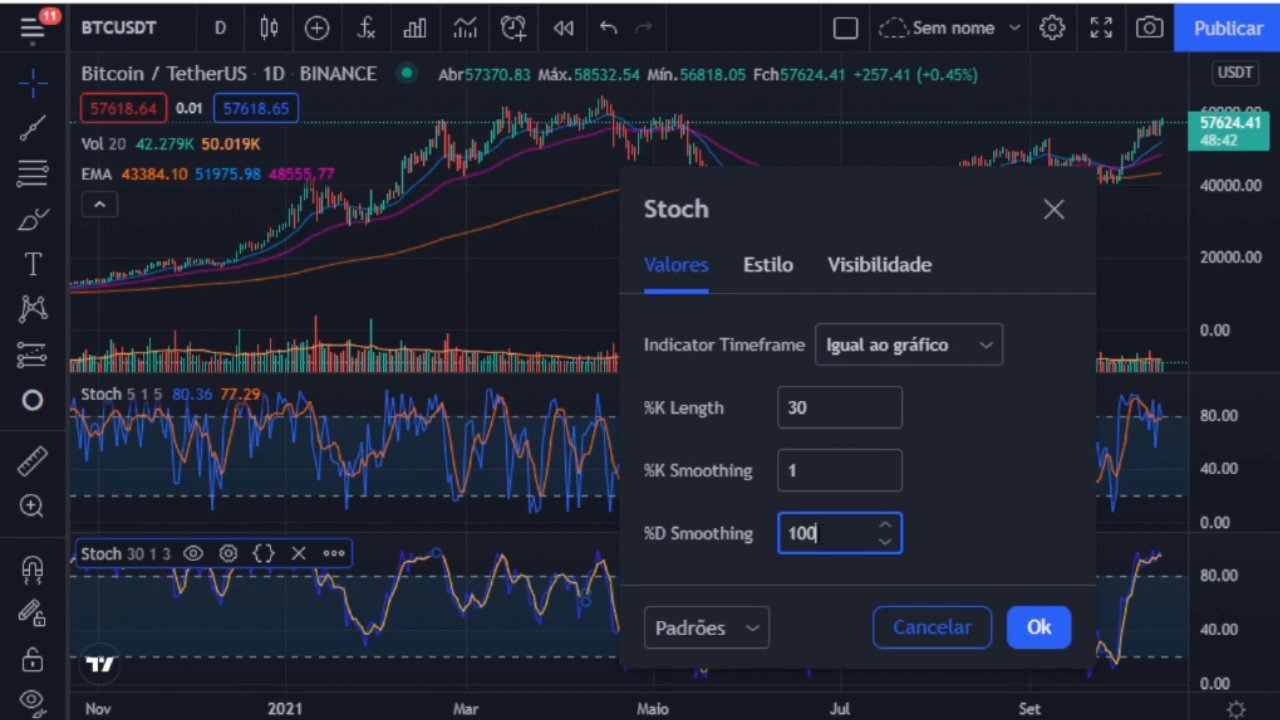 11
BTCUSDT D Sem nome Publicar
Bitcoin / TetherUS · 1D · BINANCE Abr57370.83 Máx.58532.54 Mín.56818.05 Fch57624.41 +257.41 (+0.45%) USDT
57618.64 0.01 57618.65
60000.00
57624.41
48:42
Vol 20 42.279K 50.019K
EMA 43384.10 51975.98 48555.77
40000.00
20000.00
0.00
Stoch
Valores Estilo Visibilidade
Indicator Timeframe Igual ao gráfico
%K Length 30
%K Smoothing 1
%D Smoothing 100
Padrões Cancelar Ok
Stoch 5 1 5 80.36 77.29
80.00
40.00
0.00
Stoch 30 1 3
80.00
40.00
0.00
Nov 2021 Mar Maio Jul Set